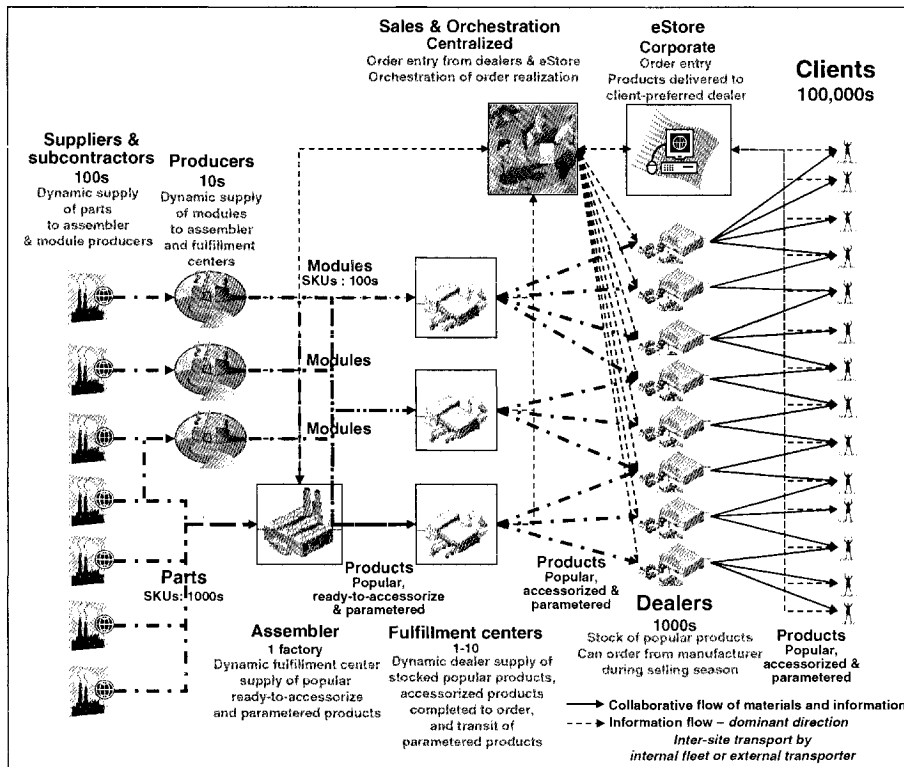 Sales & Orchestration
Centralized
Order entry from dealers & eStore
Orchestration of order realization
eStore
Corporate
Order entry
Products delivered to
client-preferred dealer
Clients
100,000s
Suppliers &
subcontractors
100s
Dynamic supply
of parts
to assembler
& module producers
Producers
10s
Dynamic supply
of modules
to assembler
and fulfillment
centers
Modules
SKUs : 100s
Modules
Modules
Parts
SKUs: 1000s
Products
Popular,
ready-to-accessorize
& parametered
Products
Popular,
accessorized &
parametered
Assembler
1 factory
Dynamic fulfillment center
supply of popular
ready-to-accessorize
and parametered products
Fulfillment centers
1-10
Dynamic dealer supply of
stocked popular products,
accessorized products
completed to order,
and transit of
parametered products
Dealers
1000s
Stock of popular products
Can order from manufacturer
during selling season
Products
Popular,
accessorized &
parametered
Collaborative flow of materials and information
Information flow – dominant direction
Inter-site transport by
internal fleet or external transporter